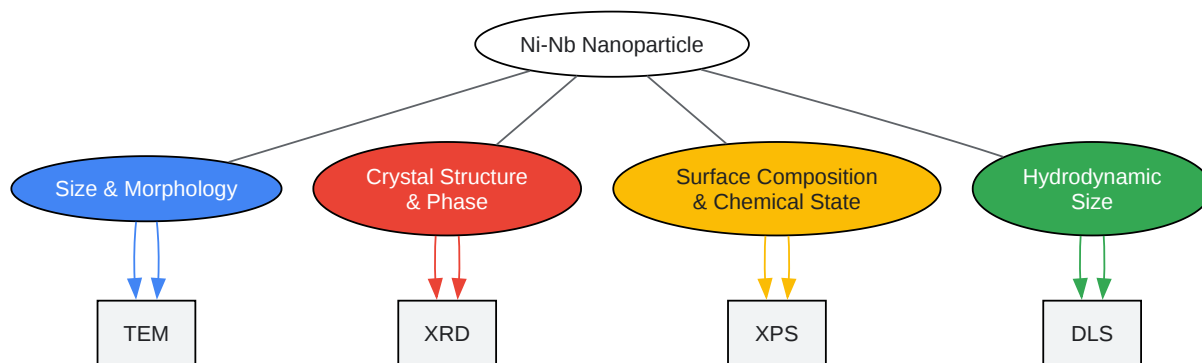 Ni-Nb Nanoparticle
Size & Morphology
Crystal Structure
& Phase
Surface Composition
& Chemical State
Hydrodynamic
Size
TEM
XRD
XPS
DLS